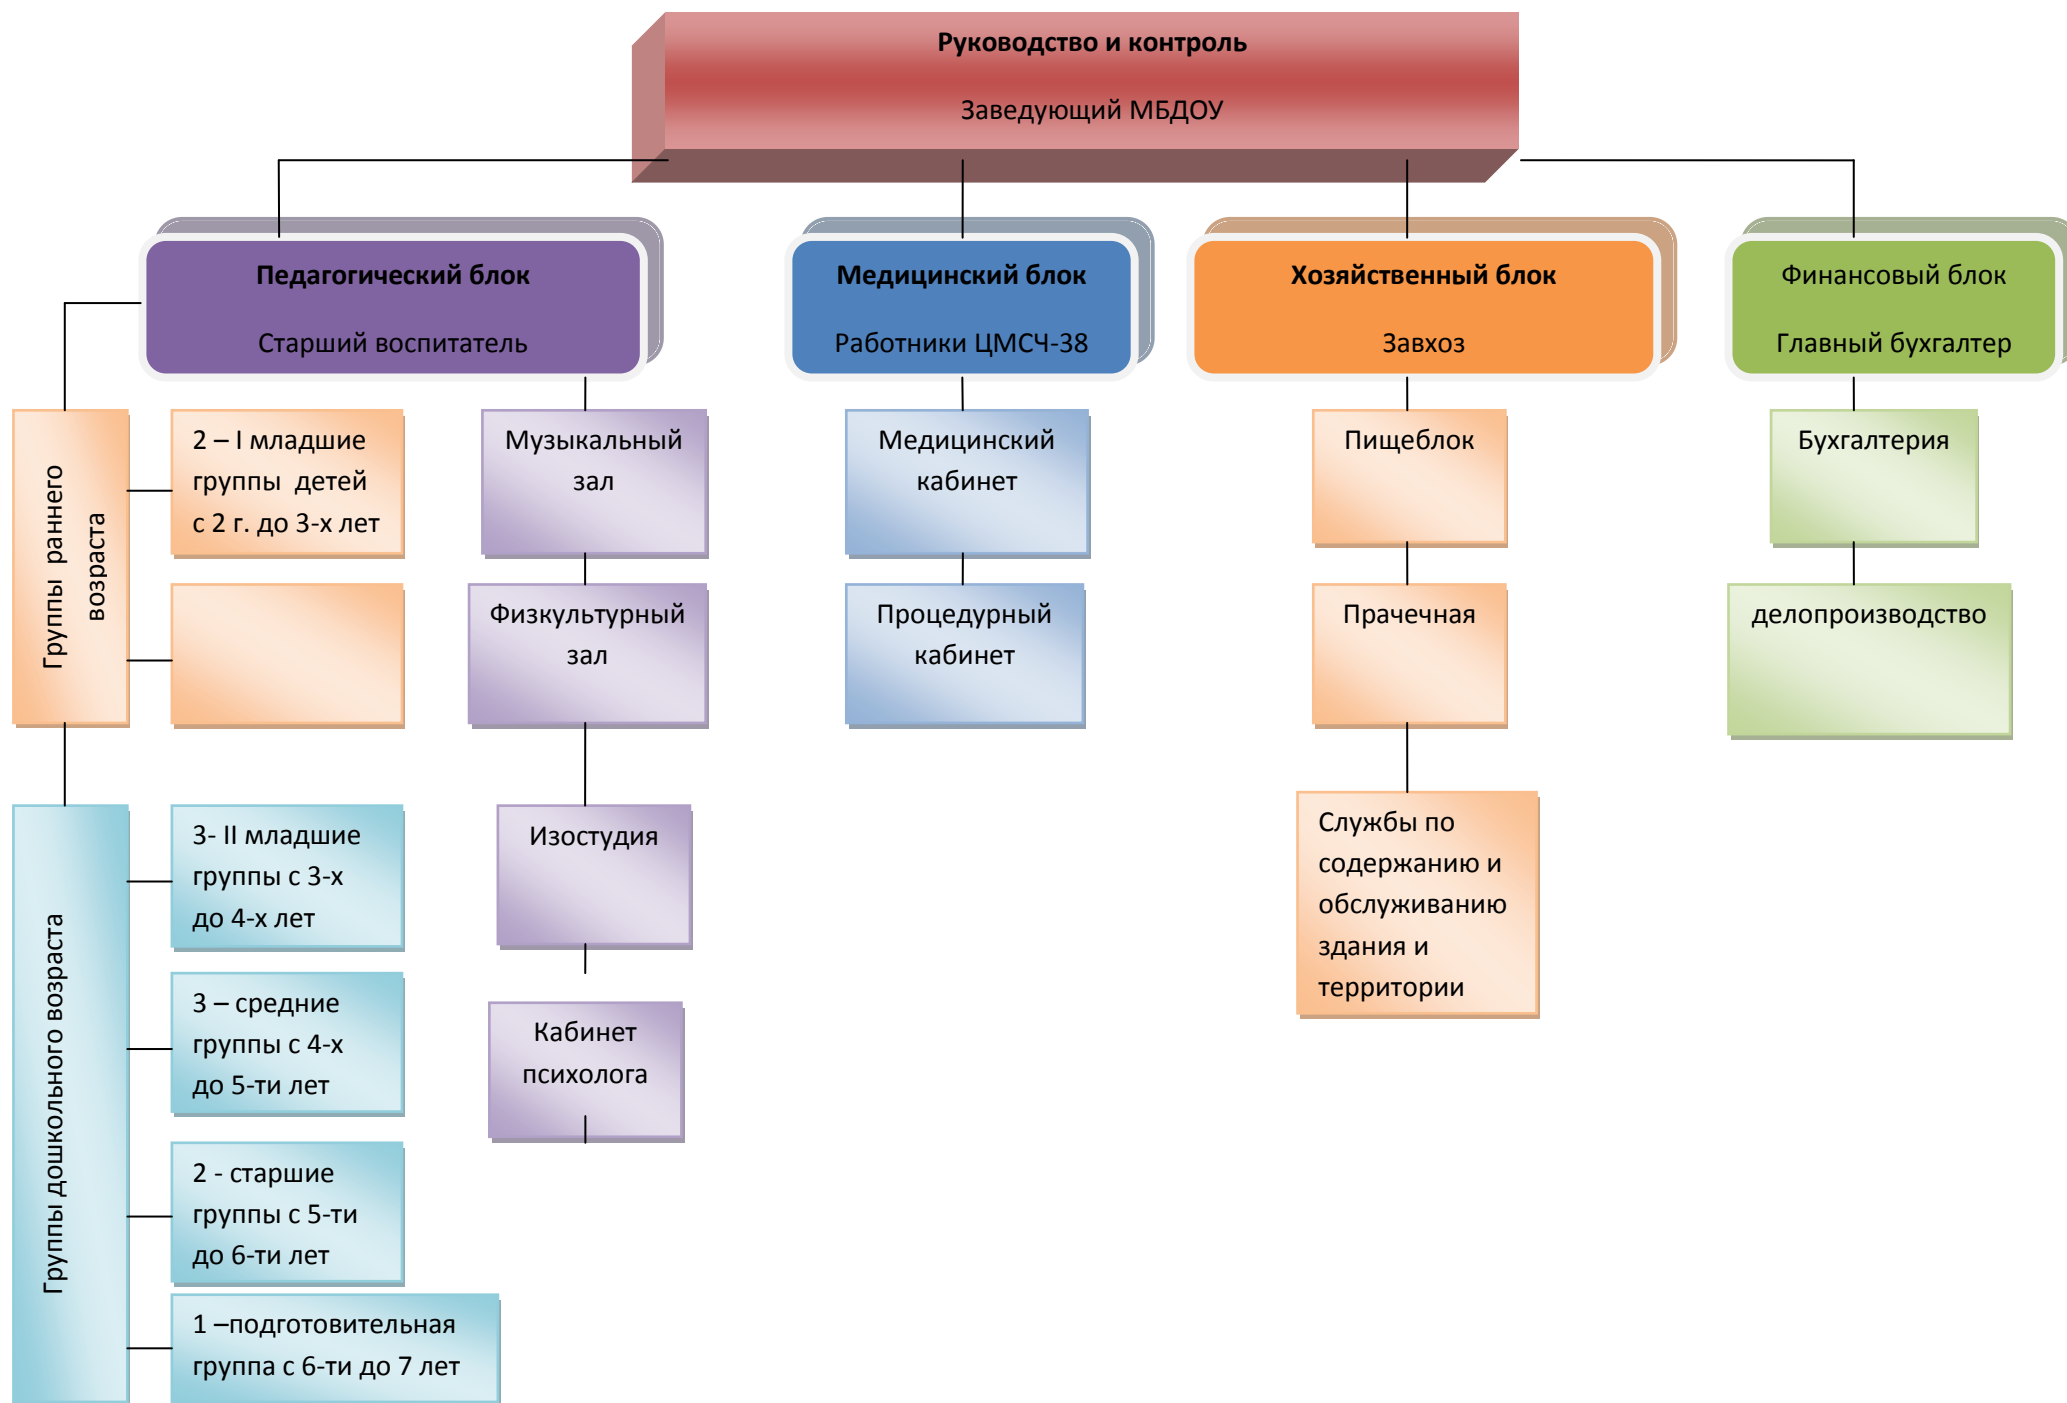 Руководство и контроль
Заведующий МБДОУ
Педагогический блок
Старший воспитатель
Медицинский блок
Работники ЦМСЧ-38
Хозяйственный блок
Завхоз
Финансовый блок
Главный бухгалтер
Группы раннего
возраста
2 – I младшие
группы детей
с 2 г. до 3-х лет
Группы дошкольного возраста
3- II младшие
группы с 3-х
до 4-х лет
3 – средние
группы с 4-х
до 5-ти лет
2 - старшие
группы с 5-ти
до 6-ти лет
1 –подготовительная
группа с 6-ти до 7 лет
Музыкальный
зал
Физкультурный
зал
Изостудия
Кабинет
психолога
Медицинский
кабинет
Процедурный
кабинет
Пищеблок
Прачечная
Службы по
содержанию и
обслуживанию
здания и
территории
Бухгалтерия
делопроизводство